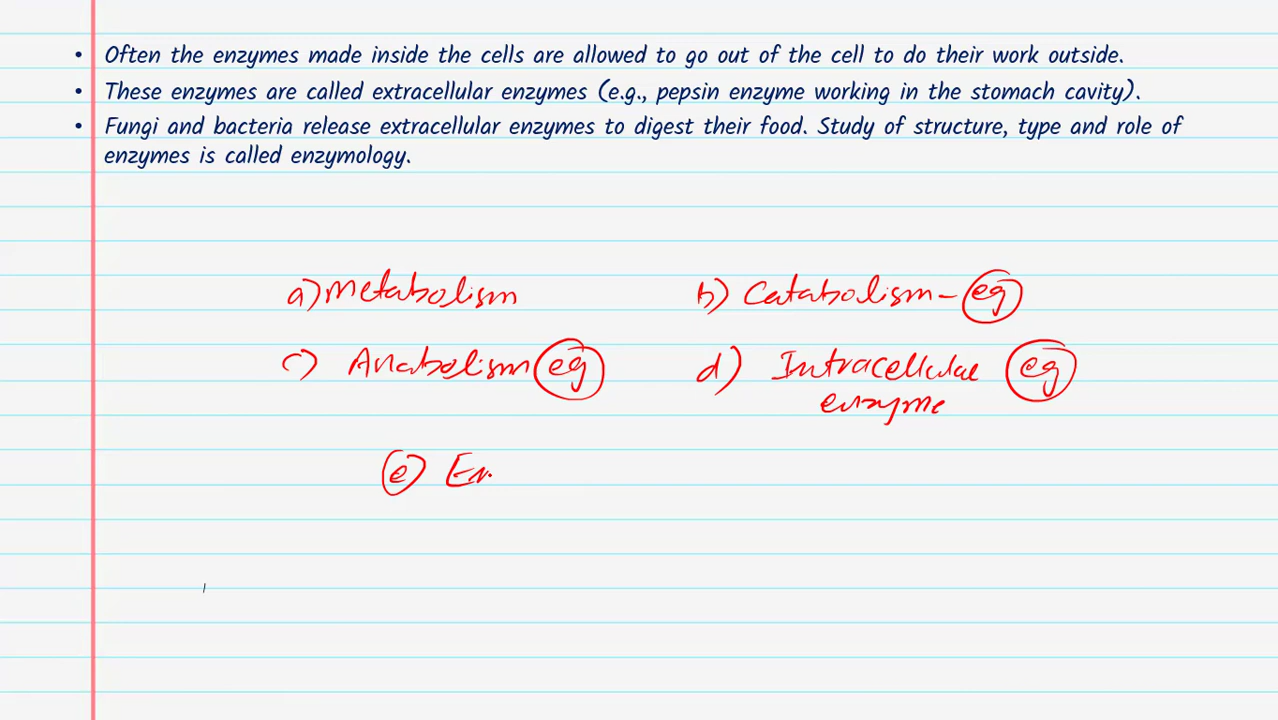 • Often the enzymes made inside the cells are allowed to go out of the cell to do their work outside.
• These enzymes are called extracellular enzymes (e.g., pepsin enzyme working in the stomach cavity).
• Fungi and bacteria release extracellular enzymes to digest their food. Study of structure, type and role of
enzymes is called enzymology.
a) Metabolism b) Catabolism - eg
c) Anabolism eg d) Intracellular eg
enzyme
e)